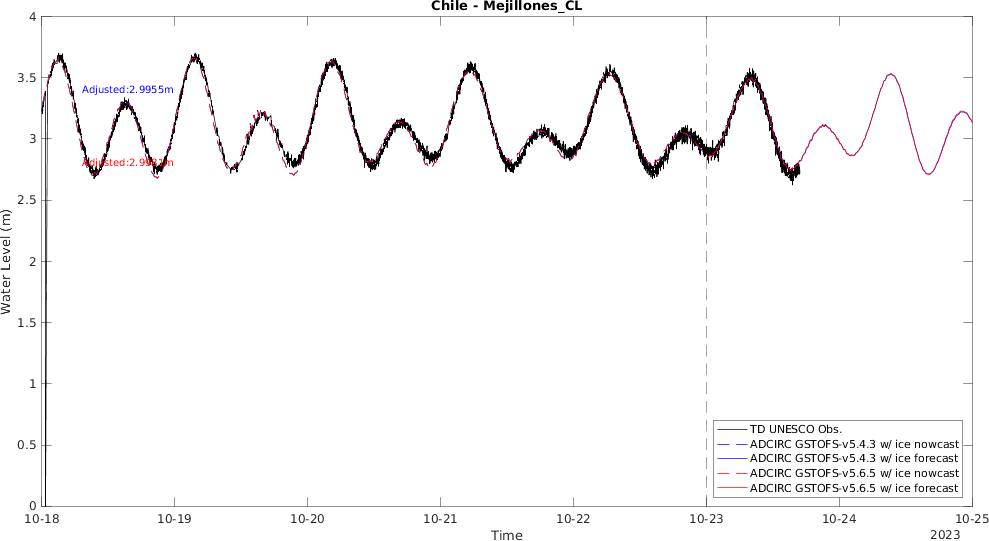 Chile - Mejillones_CL
4
3.5
3
2.5
2
1.5
1
0.5
0
Water Level (m)
Adjusted:2.9955m
TD UNESCO Obs.
ADCIRC GSTOFS-v5.4.3 w/ ice nowcast
ADCIRC GSTOFS-v5.4.3 w/ ice forecast
ADCIRC GSTOFS-v5.6.5 w/ ice nowcast
ADCIRC GSTOFS-v5.6.5 w/ ice forecast
10-18
10-19
10-20
10-21
10-22
10-23
10-24
10-25
Time
2023